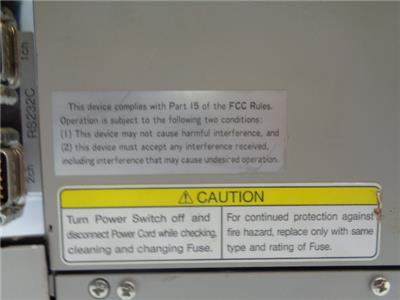 1ch
RS232C
2ch
This device complies with Part 15 of the FCC Rules.
Operation is subject to the following two conditions:
(1) This device may not cause harmful interference, and
(2) this device must accept any interference received,
including interference that may cause undesired operation.
⚠ CAUTION
Turn Power Switch off and
disconnect Power Cord while checking,
cleaning and changing Fuse.
For continued protection against
fire hazard, replace only with same
type and rating of Fuse.